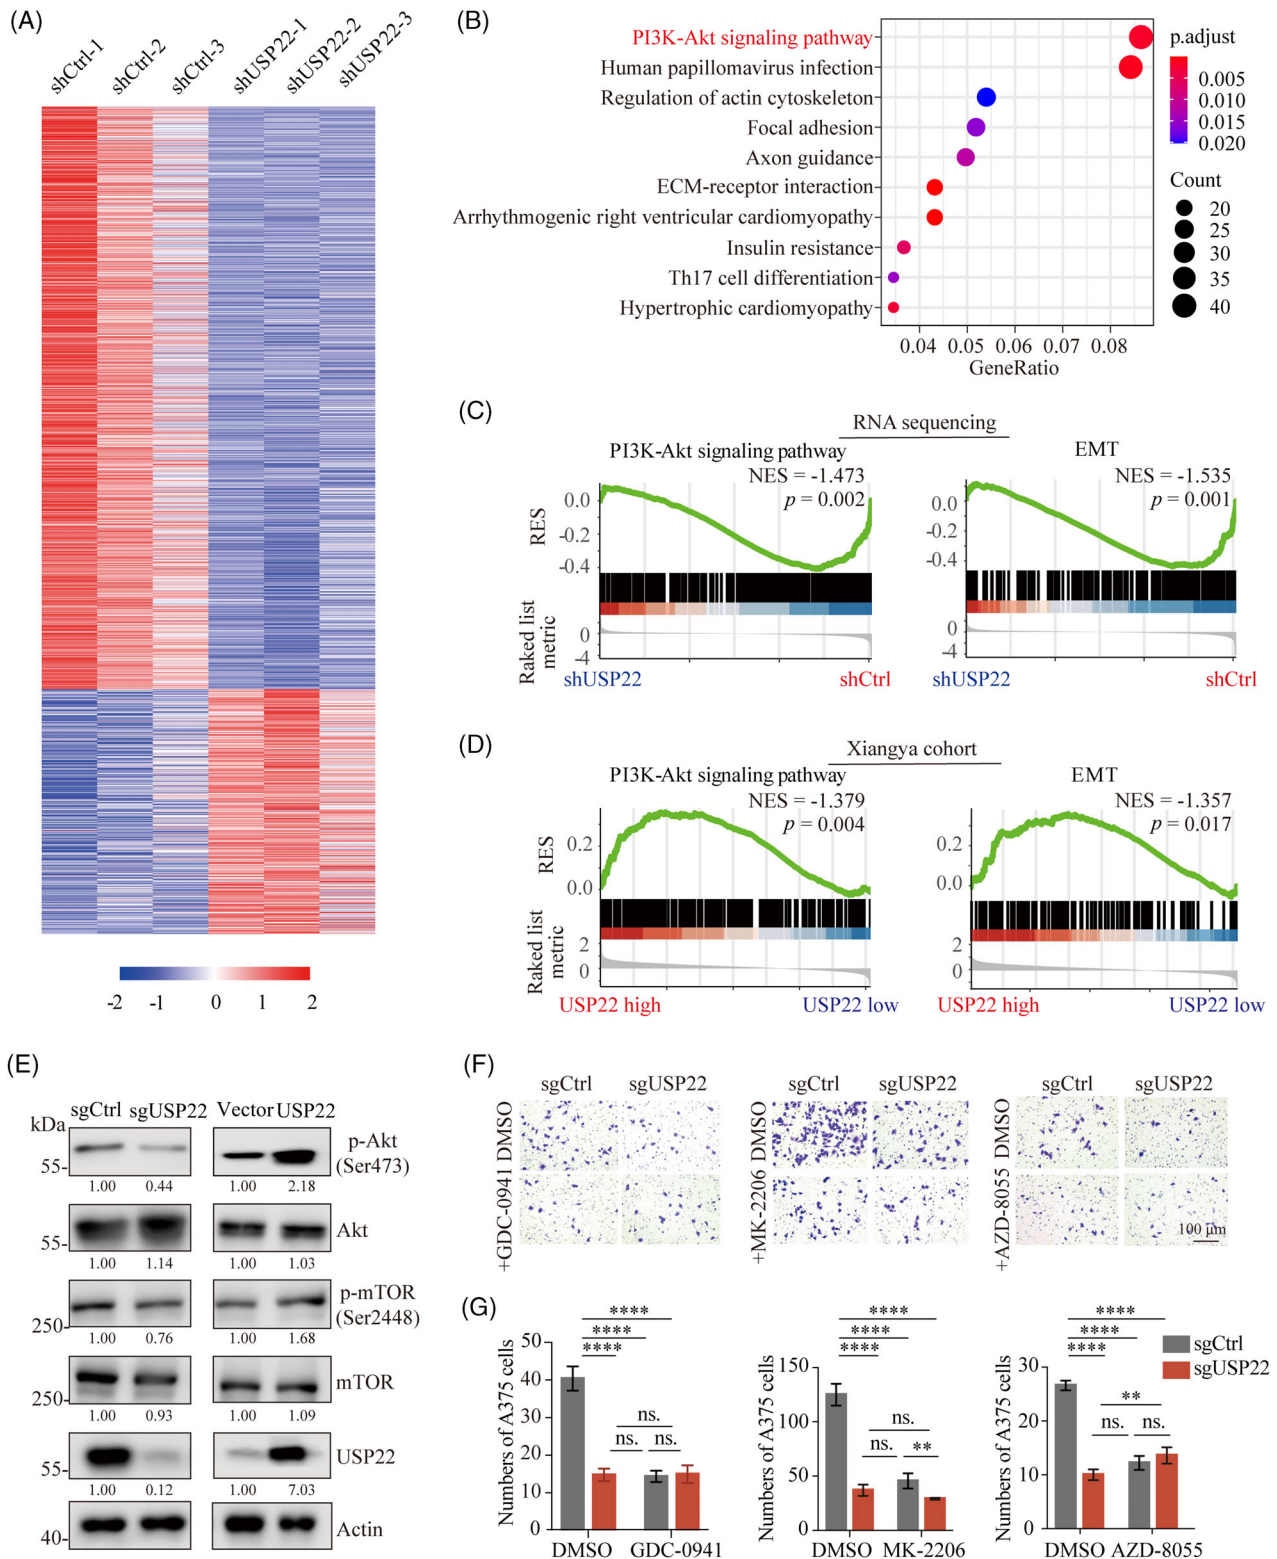 (A)
shCtrl-1
shCtrl-2
shCtrl-3
shUSP22-1
shUSP22-2
shUSP22-3
-2 -1 0 1 2
(B)
PI3K-Akt signaling pathway
Human papillomavirus infection
Regulation of actin cytoskeleton
Focal adhesion
Axon guidance
ECM-receptor interaction
Arrhythmogenic right ventricular cardiomyopathy
Insulin resistance
Th17 cell differentiation
Hypertrophic cardiomyopathy
0.04 0.05 0.06 0.07 0.08
GeneRatio
p.adjust
0.005
0.010
0.015
0.020
Count
20
25
30
35
40
(C)
RNA sequencing
PI3K-Akt signaling pathway
NES = -1.473
p = 0.002
RES
0.0
-0.2
-0.4
Raked list
metric
0
-4
shUSP22 shCtrl
EMT
NES = -1.535
p = 0.001
0.0
-0.2
-0.4
0
-4
shUSP22 shCtrl
(D)
Xiangya cohort
PI3K-Akt signaling pathway
NES = -1.379
p = 0.004
RES
0.2
0.0
Raked list
metric
2
0
USP22 high USP22 low
EMT
NES = -1.357
p = 0.017
0.2
0.0
2
0
USP22 high USP22 low
(E)
kDa sgCtrl sgUSP22 Vector USP22
55- p-Akt
(Ser473)
1.00 0.44 1.00 2.18
55- Akt
1.00 1.14 1.00 1.03
p-mTOR
250- (Ser2448)
1.00 0.76 1.00 1.68
250- mTOR
1.00 0.93 1.00 1.09
55- USP22
1.00 0.12 1.00 7.03
40- Actin
(F)
sgCtrl sgUSP22
DMSO
+GDC-0941
sgCtrl sgUSP22
DMSO
+MK-2206
sgCtrl sgUSP22
DMSO
+AZD-8055
100 µm
(G)
Numbers of A375 cells
50
40
30
20
10
0
****
****
****
ns.
ns. ns.
DMSO GDC-0941
Numbers of A375 cells
150
100
50
0
****
****
****
ns.
ns. **
DMSO MK-2206
Numbers of A375 cells
30
20
10
0
****
****
****
**
ns. ns.
DMSO AZD-8055
sgCtrl
sgUSP22